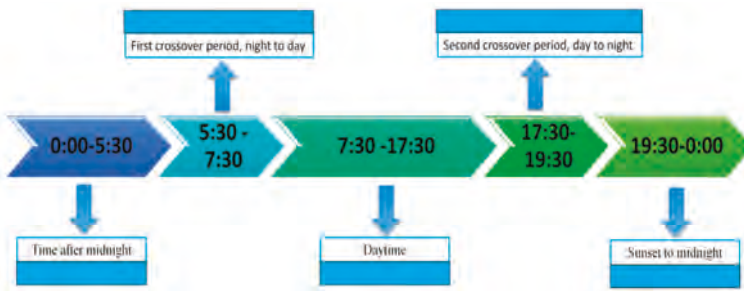 First crossover period, night to day
Second crossover period, day to night
0:00-5:30
5:30 -
7:30
7:30 -17:30
17:30-
19:30
19:30-0:00
Time after midnight
Daytime
Sunset to midnight